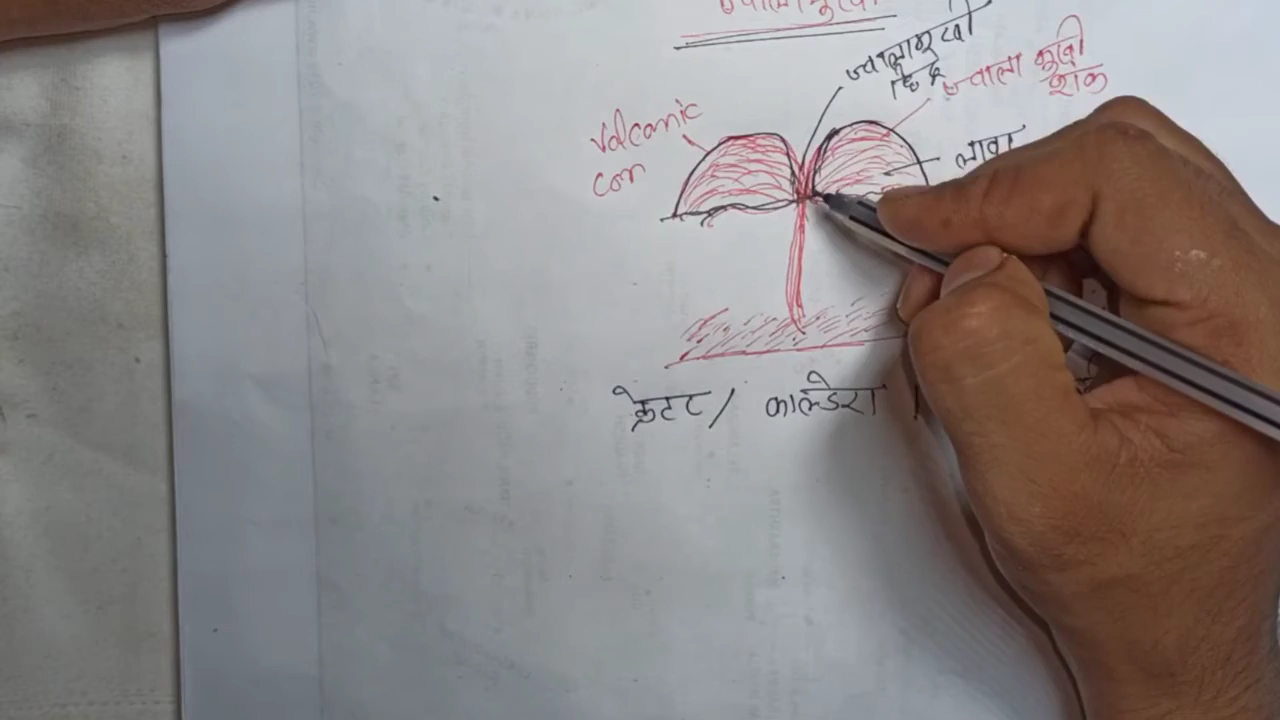 ज्वालामुखी
ज्वालामुखी
छिद्र
ज्वाला मुखी
शंकु
volcanic
con
लावा
क्रेटर / काल्डेरा